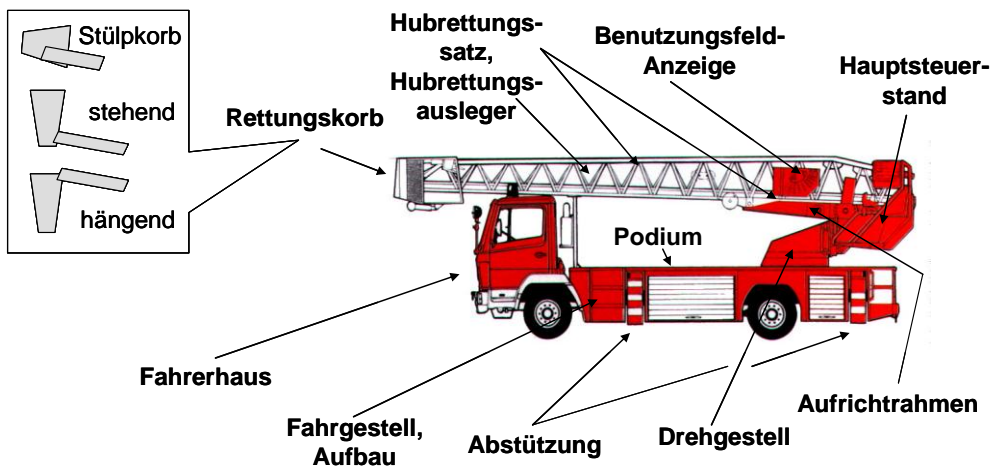 Stülpkorb
stehend
hängend
Rettungskorb
Hubrettungs-
satz,
Hubrettungs-
ausleger
Benutzungsfeld-
Anzeige
Hauptsteuer-
stand
Podium
Fahrerhaus
Fahrgestell,
Aufbau
Abstützung
Drehgestell
Aufrichtrahmen